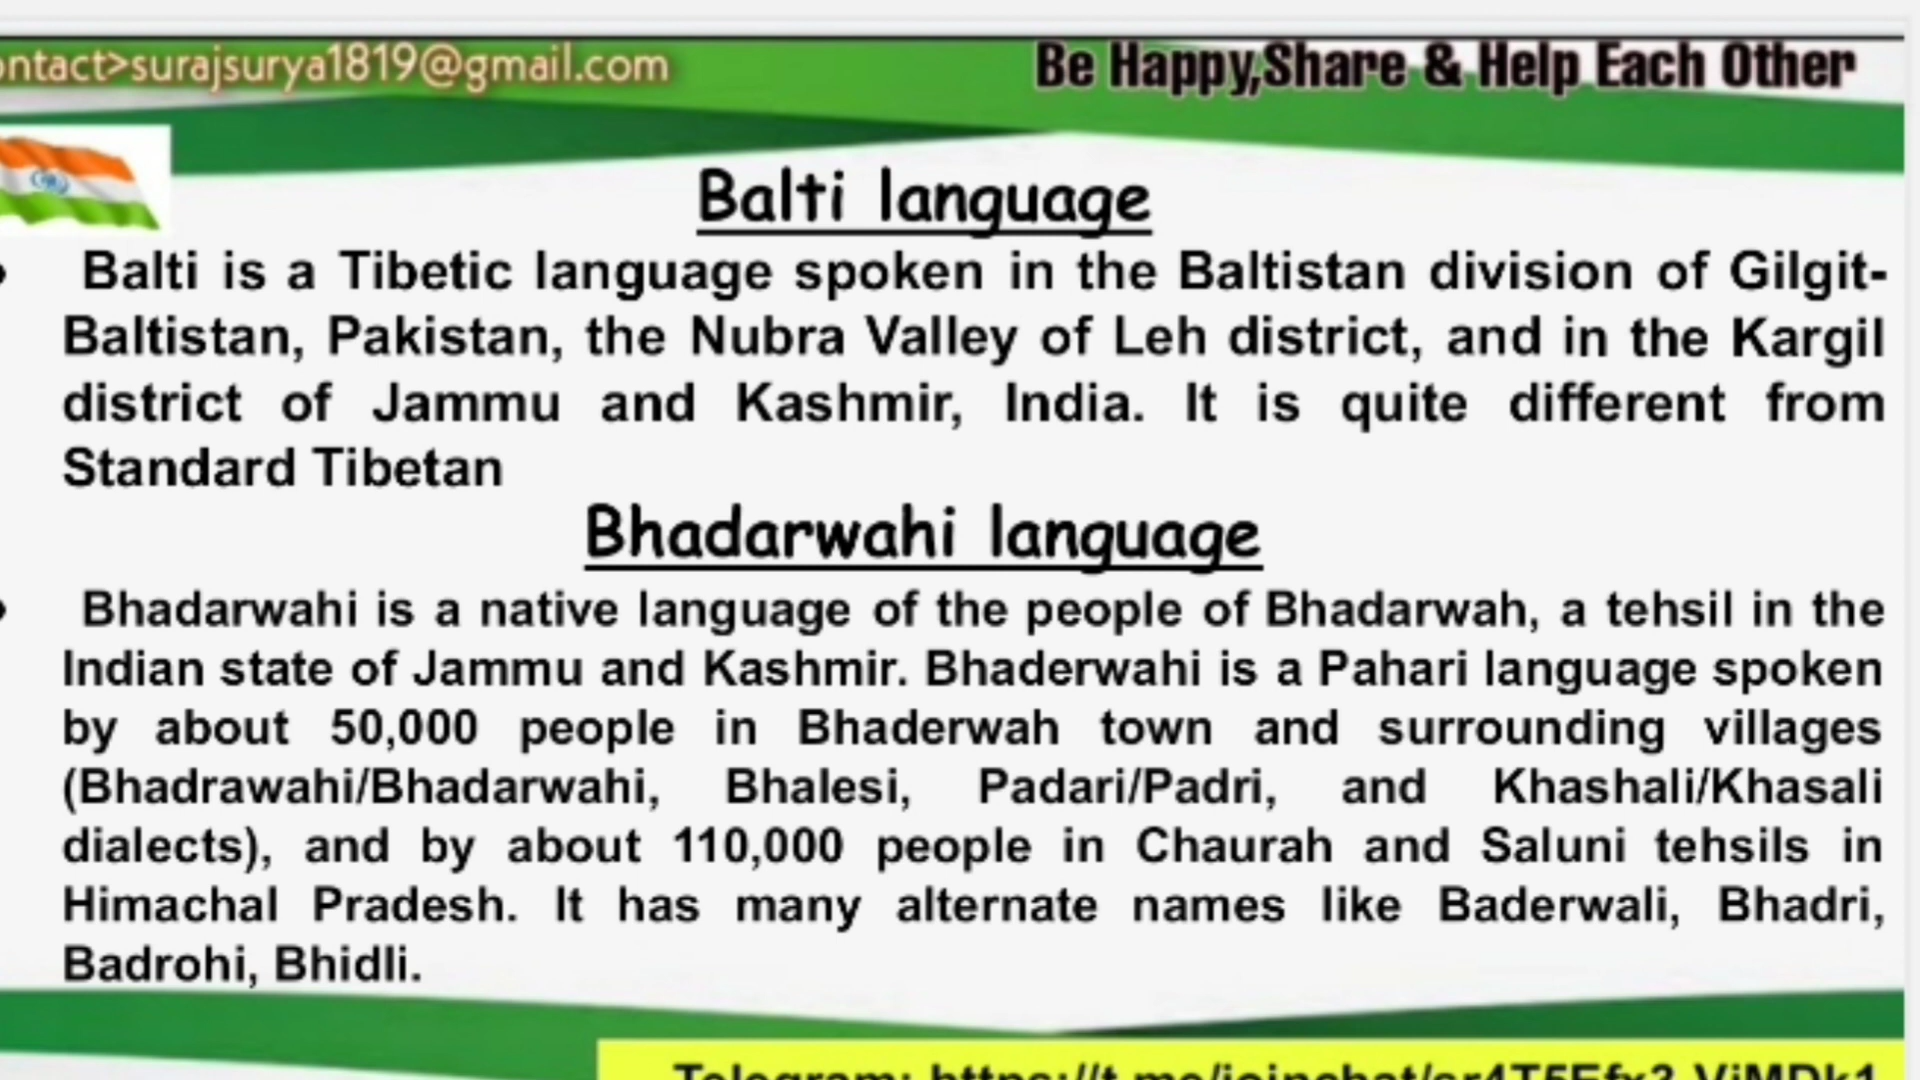 ontact>surajsurya1819@gmail.com
Be Happy,Share & Help Each Other
Balti language
Balti is a Tibetic language spoken in the Baltistan division of Gilgit-
Baltistan, Pakistan, the Nubra Valley of Leh district, and in the Kargil
district of Jammu and Kashmir, India. It is quite different from
Standard Tibetan
Bhadarwahi language
Bhadarwahi is a native language of the people of Bhadarwah, a tehsil in the
Indian state of Jammu and Kashmir. Bhaderwahi is a Pahari language spoken
by about 50,000 people in Bhaderwah town and surrounding villages
(Bhadrawahi/Bhadarwahi, Bhalesi, Padari/Padri, and Khashali/Khasali
dialects), and by about 110,000 people in Chaurah and Saluni tehsils in
Himachal Pradesh. It has many alternate names like Baderwali, Bhadri,
Badrohi, Bhidli.
Telegram: